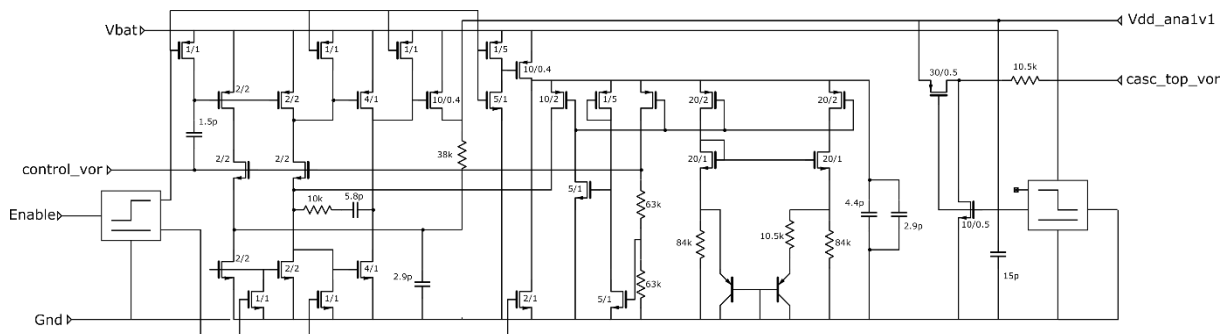 Vbat
Vdd_ana1v1
1/1
1/1
1/1
1/5
10/0.4
30/0.5
10.5k
casc_top_vor
2/2
2/2
4/1
10/0.4
5/1
10/2
1/5
20/2
20/2
1.5p
38k
control_vor
2/2
2/2
20/1
20/1
5/1
10k
5.8p
63k
4.4p
2.9p
Enable
10/0.5
84k
10.5k
84k
2/2
2/2
4/1
2.9p
63k
15p
1/1
1/1
2/1
5/1
Gnd